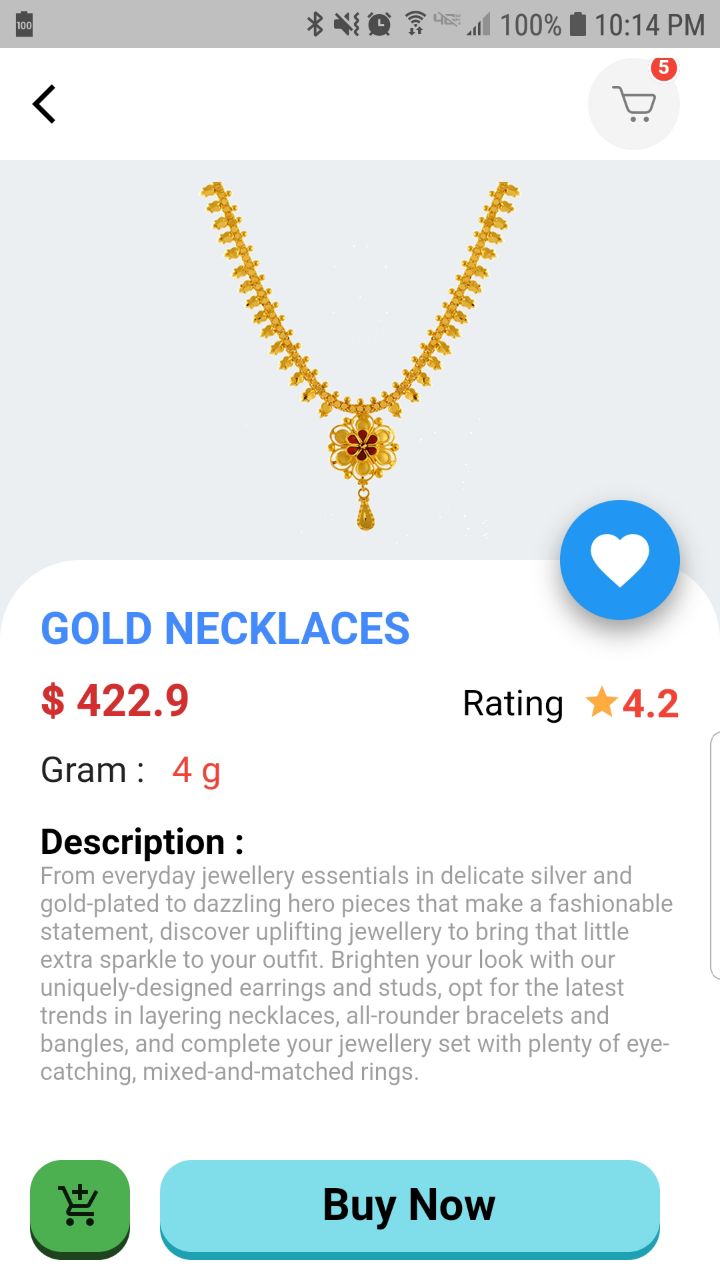 100
100%
10:14 PM
5
GOLD NECKLACES
$ 422.9
Rating
4.2
Gram :
4 g
Description :
From everyday jewellery essentials in delicate silver and
gold-plated to dazzling hero pieces that make a fashionable
statement, discover uplifting jewellery to bring that little
extra sparkle to your outfit. Brighten your look with our
uniquely-designed earrings and studs, opt for the latest
trends in layering necklaces, all-rounder bracelets and
bangles, and complete your jewellery set with plenty of eye-
catching, mixed-and-matched rings.
Buy Now